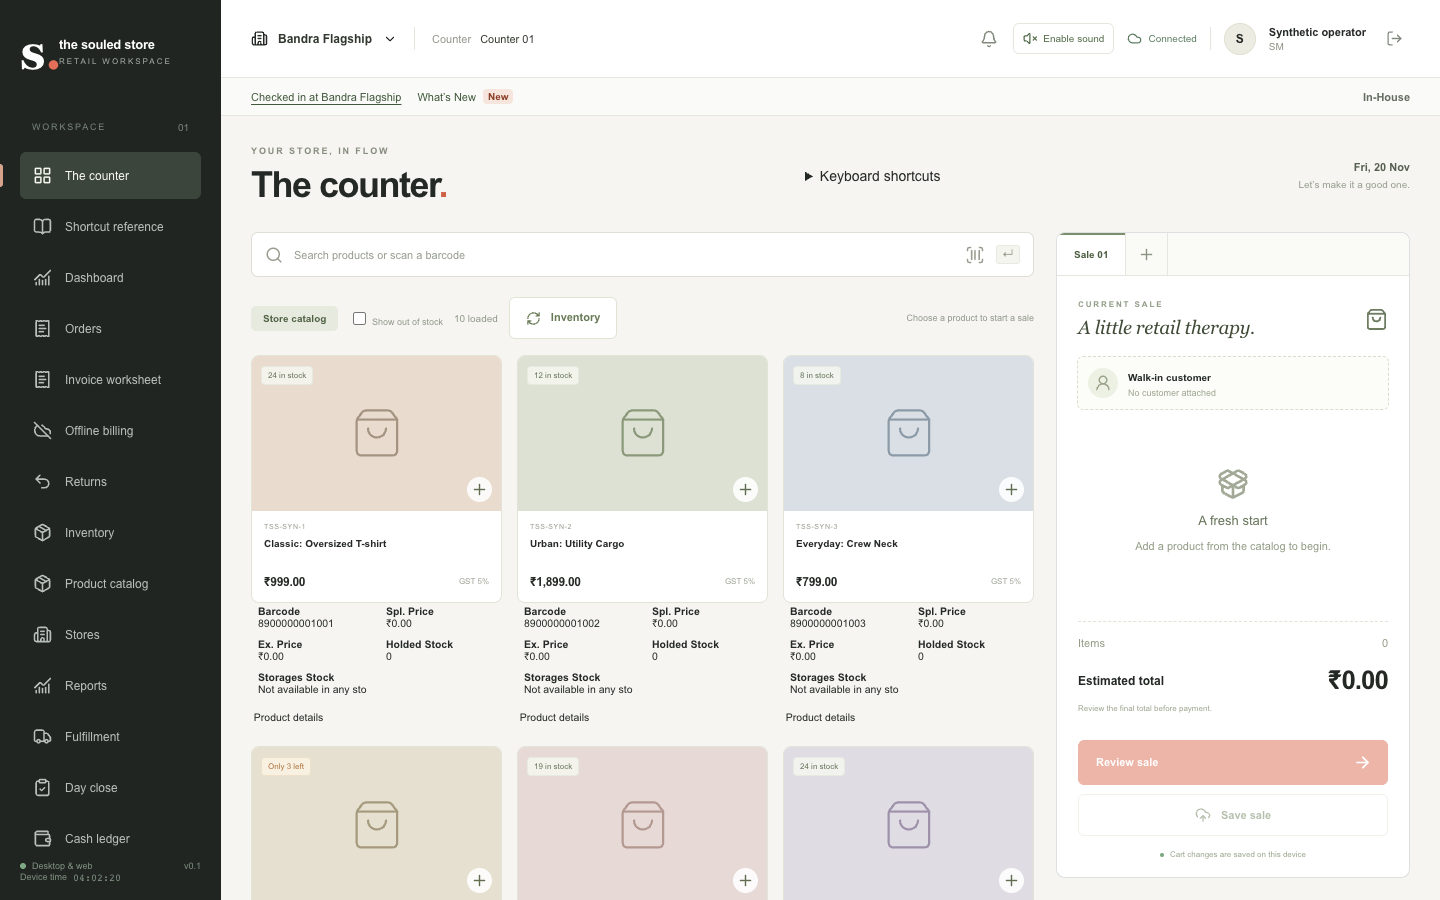 s.
the souled store
RETAIL WORKSPACE
WORKSPACE 01
The counter
Shortcut reference
Dashboard
Orders
Invoice worksheet
Offline billing
Returns
Inventory
Product catalog
Stores
Reports
Fulfillment
Day close
Cash ledger
Desktop & web v0.1
Device time 04:02:20
Bandra Flagship
Counter Counter 01
Enable sound
Connected
S
Synthetic operator
SM
Checked in at Bandra Flagship
What's New New
In-House
YOUR STORE, IN FLOW
The counter.
Keyboard shortcuts
Fri, 20 Nov
Let's make it a good one.
Search products or scan a barcode
Store catalog
Show out of stock
10 loaded
Inventory
Choose a product to start a sale
24 in stock
TSS-SYN-1
Classic: Oversized T-shirt
₹999.00 GST 5%
Barcode Spl. Price
8900000001001 ₹0.00
Ex. Price Holded Stock
₹0.00 0
Storages Stock
Not available in any sto
Product details
12 in stock
TSS-SYN-2
Urban: Utility Cargo
₹1,899.00 GST 5%
Barcode Spl. Price
8900000001002 ₹0.00
Ex. Price Holded Stock
₹0.00 0
Storages Stock
Not available in any sto
Product details
8 in stock
TSS-SYN-3
Everyday: Crew Neck
₹799.00 GST 5%
Barcode Spl. Price
8900000001003 ₹0.00
Ex. Price Holded Stock
₹0.00 0
Storages Stock
Not available in any sto
Product details
Only 3 left
19 in stock
24 in stock
Sale 01
CURRENT SALE
A little retail therapy.
Walk-in customer
No customer attached
A fresh start
Add a product from the catalog to begin.
Items 0
Estimated total ₹0.00
Review the final total before payment.
Review sale
Save sale
Cart changes are saved on this device